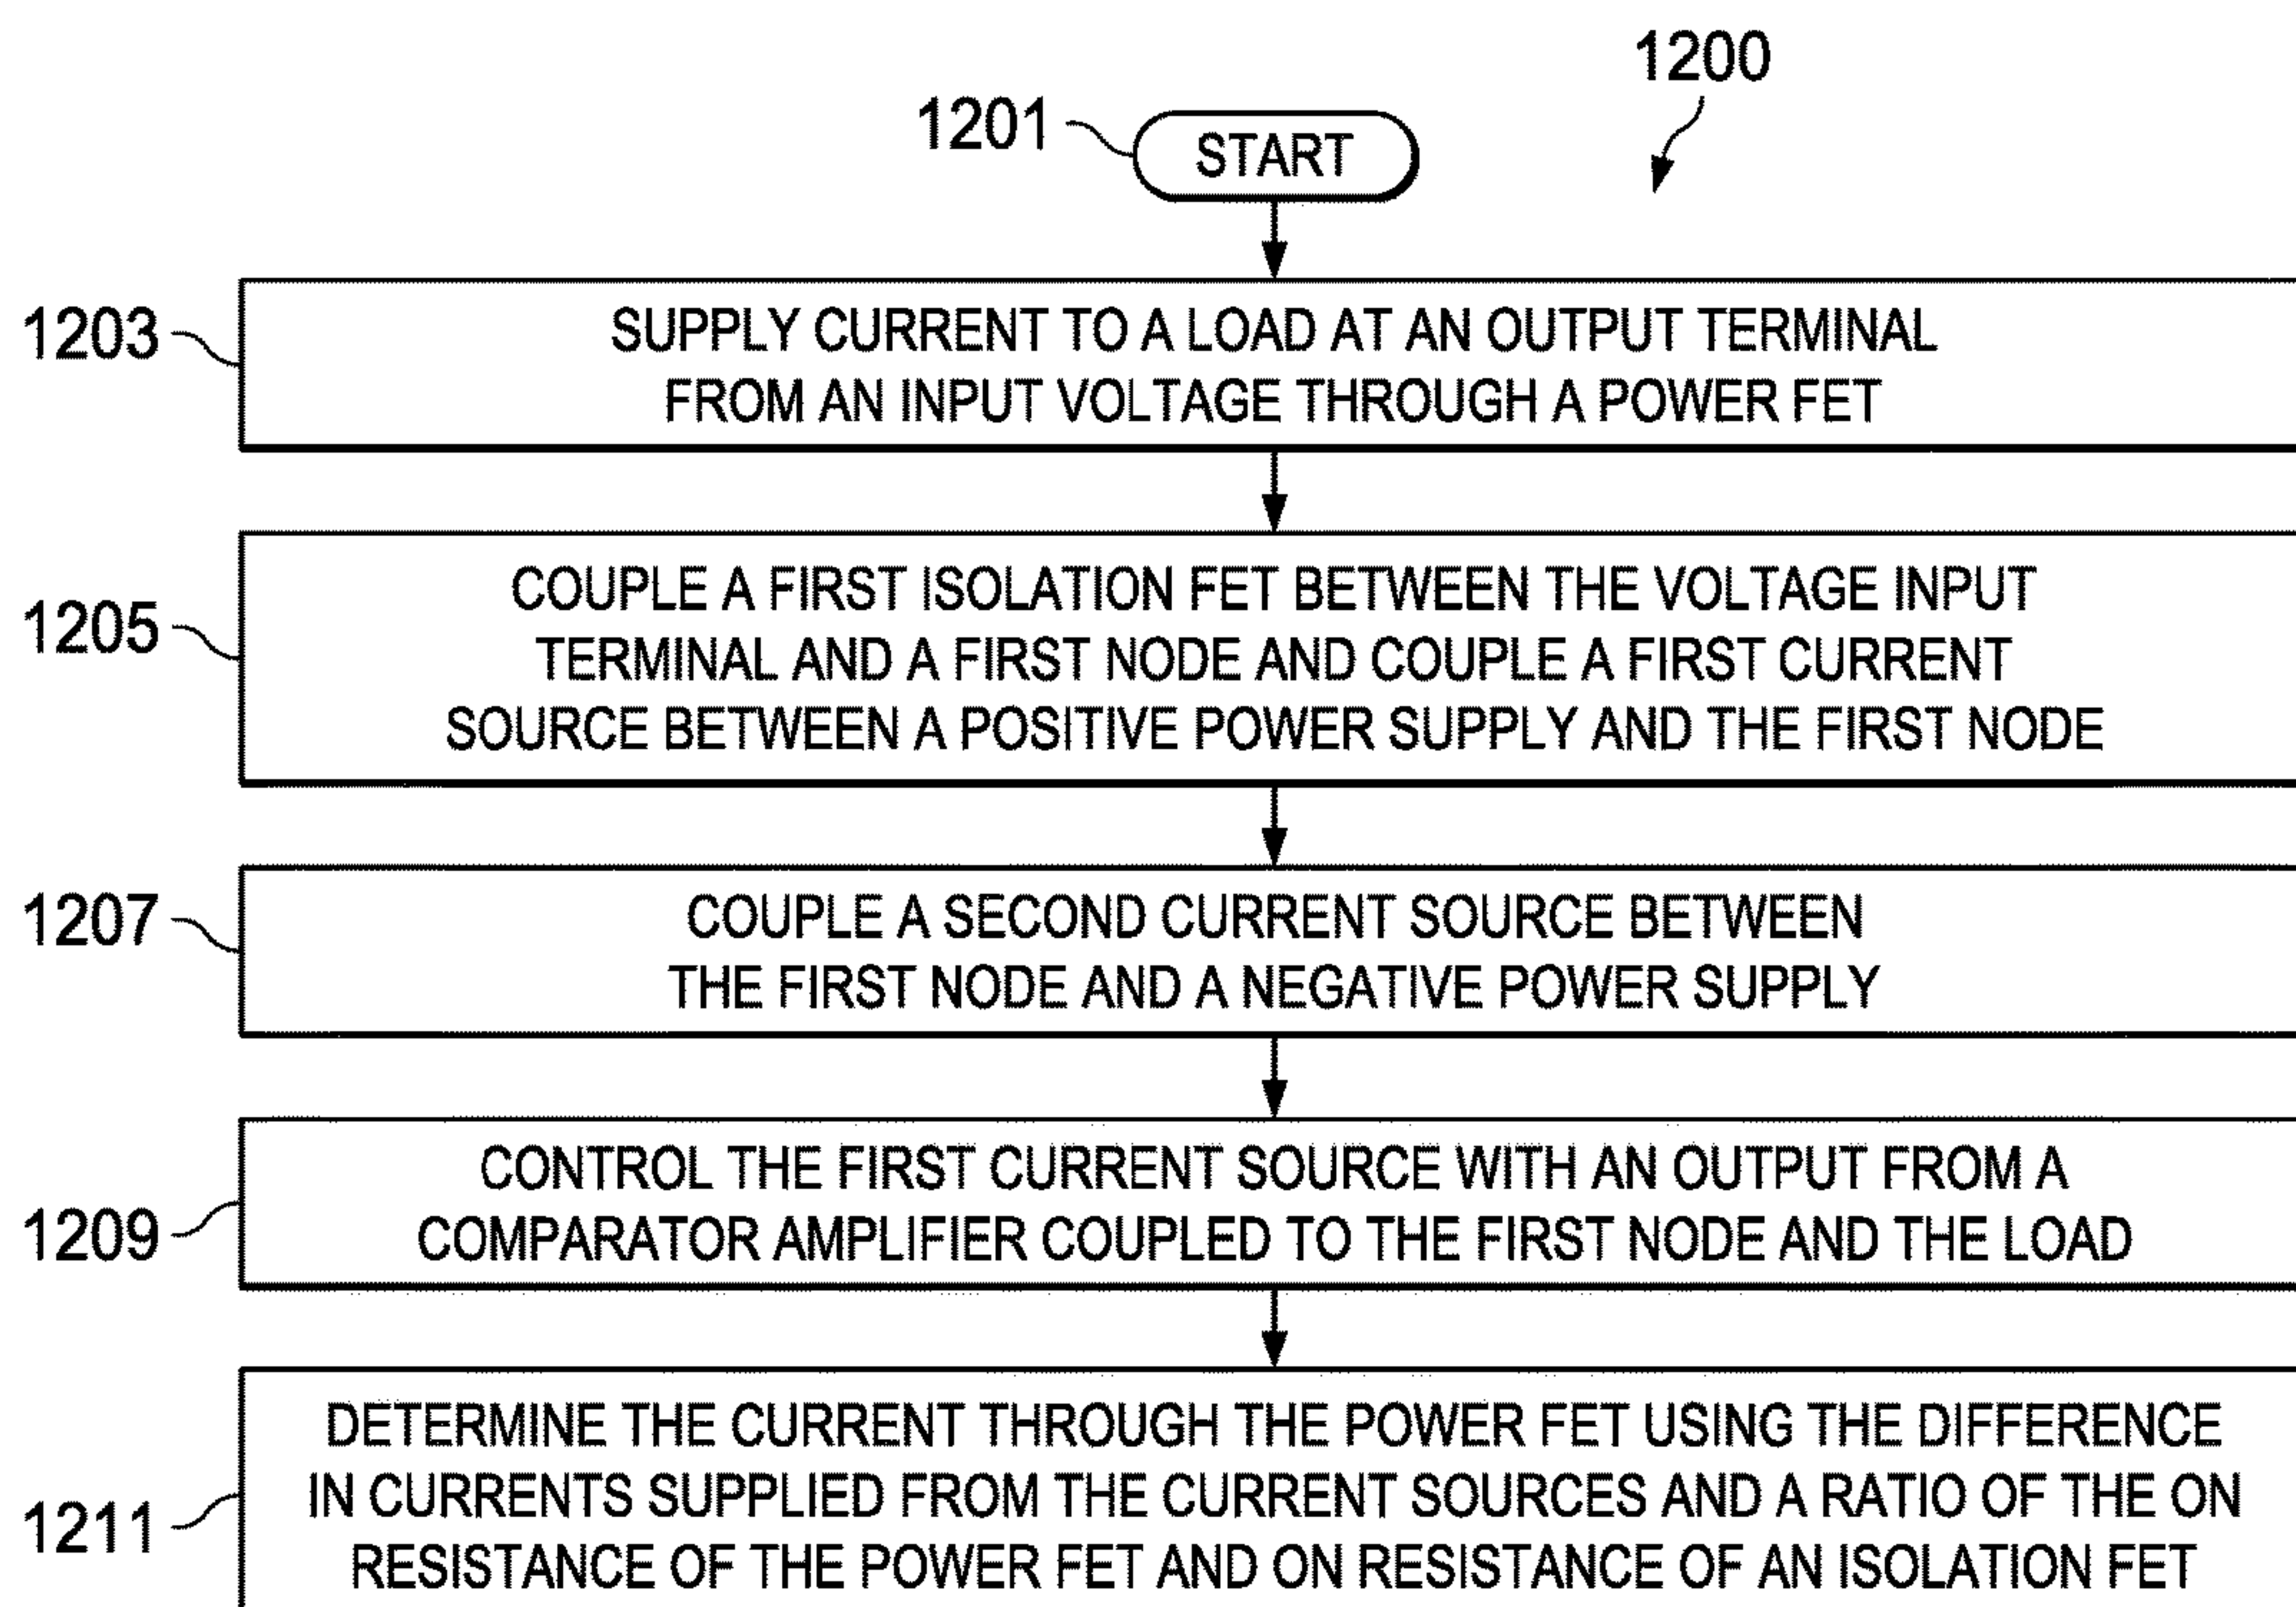 1200
1201
START
1203
SUPPLY CURRENT TO A LOAD AT AN OUTPUT TERMINAL
FROM AN INPUT VOLTAGE THROUGH A POWER FET
1205
COUPLE A FIRST ISOLATION FET BETWEEN THE VOLTAGE INPUT
TERMINAL AND A FIRST NODE AND COUPLE A FIRST CURRENT
SOURCE BETWEEN A POSITIVE POWER SUPPLY AND THE FIRST NODE
1207
COUPLE A SECOND CURRENT SOURCE BETWEEN
THE FIRST NODE AND A NEGATIVE POWER SUPPLY
1209
CONTROL THE FIRST CURRENT SOURCE WITH AN OUTPUT FROM A
COMPARATOR AMPLIFIER COUPLED TO THE FIRST NODE AND THE LOAD
1211
DETERMINE THE CURRENT THROUGH THE POWER FET USING THE DIFFERENCE
IN CURRENTS SUPPLIED FROM THE CURRENT SOURCES AND A RATIO OF THE ON
RESISTANCE OF THE POWER FET AND ON RESISTANCE OF AN ISOLATION FET